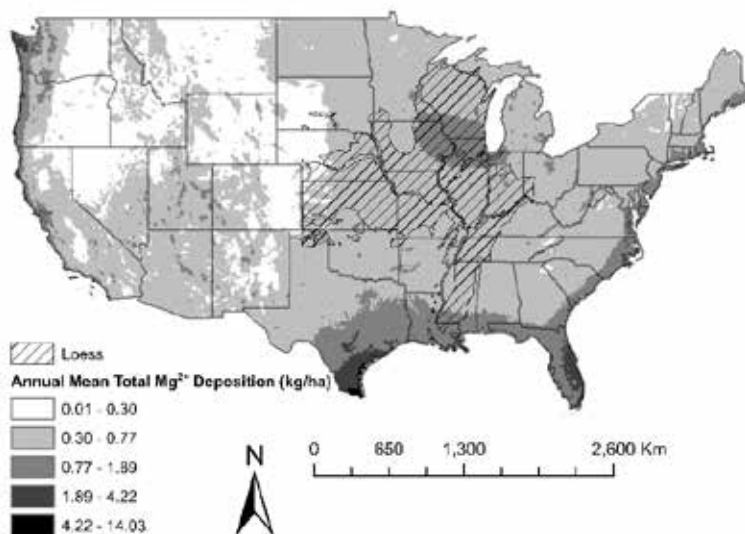 Loess
Annual Mean Total Mg²⁺ Deposition (kg/ha)
0.01 - 0.30
0.30 - 0.77
0.77 - 1.89
1.89 - 4.22
4.22 - 14.03
N
0 650 1,300 2,600 Km